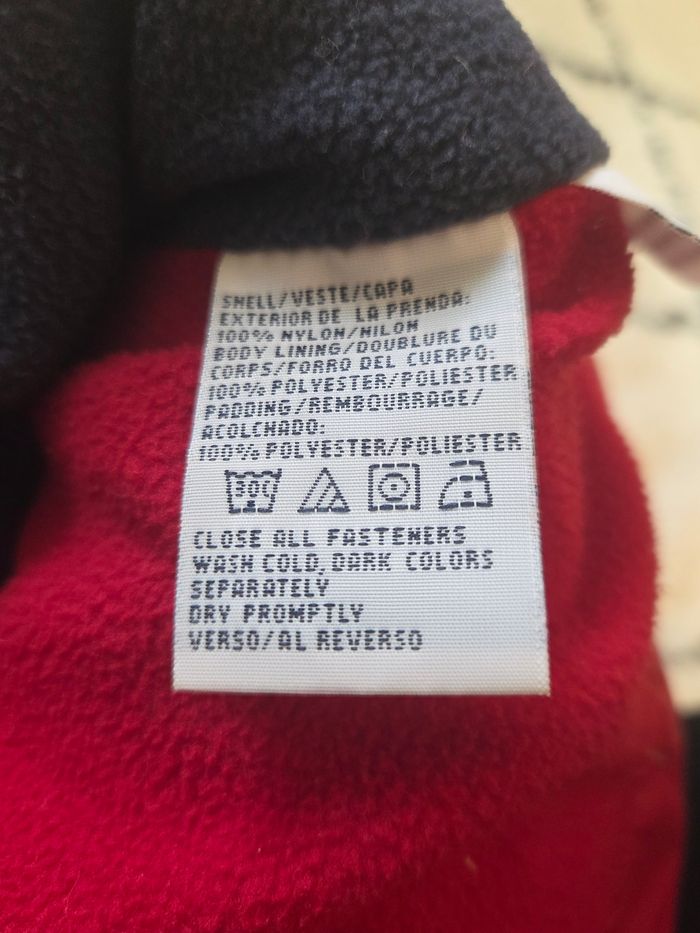 SHELL/VESTE/CAPA
EXTERIOR DE LA PRENDA:
100% NYLON/NILON
BODY LINING/DOUBLURE DU
CORPS/FORRO DEL CUERPO:
100% POLYESTER/POLIESTER
PADDING/REMBOURRAGE/
ACOLCHADO:
100% POLYESTER/POLIESTER
30C
CLOSE ALL FASTENERS
WASH COLD, DARK COLORS
SEPARATELY
DRY PROMPTLY
VERSO/AL REVERSO